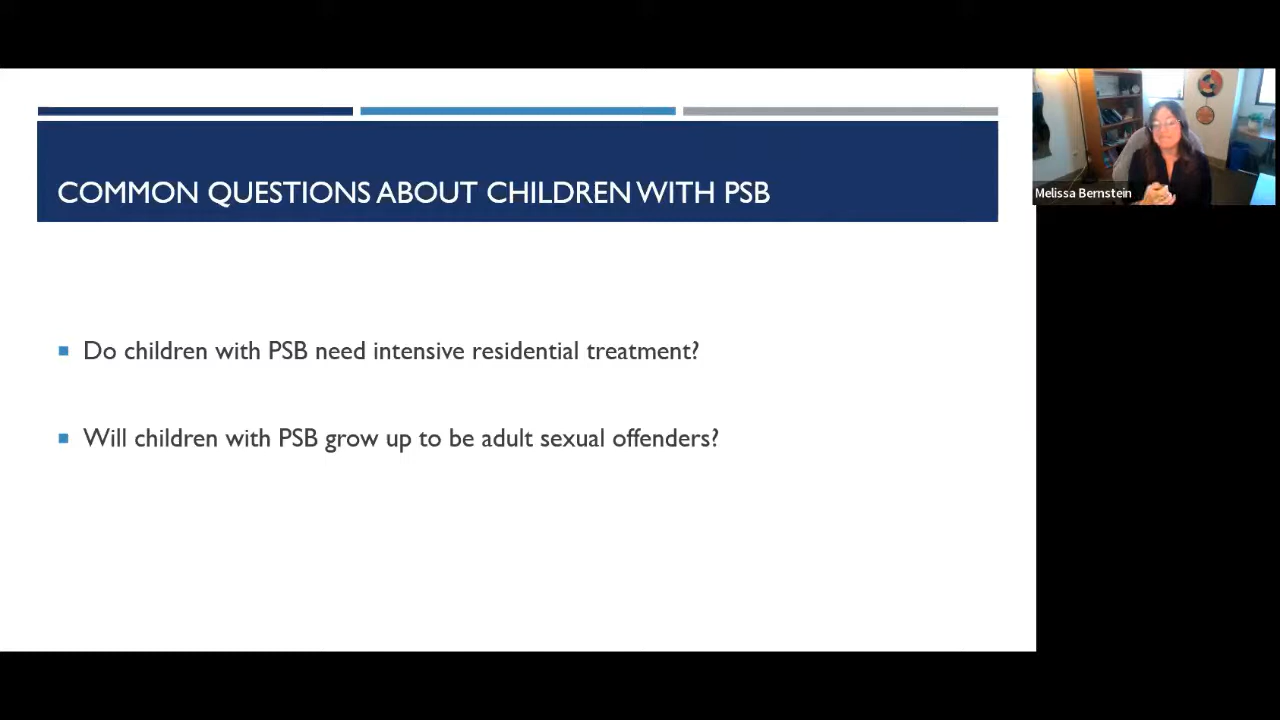 COMMON QUESTIONS ABOUT CHILDREN WITH PSB
Melissa Bernstein
Do children with PSB need intensive residential treatment?
Will children with PSB grow up to be adult sexual offenders?